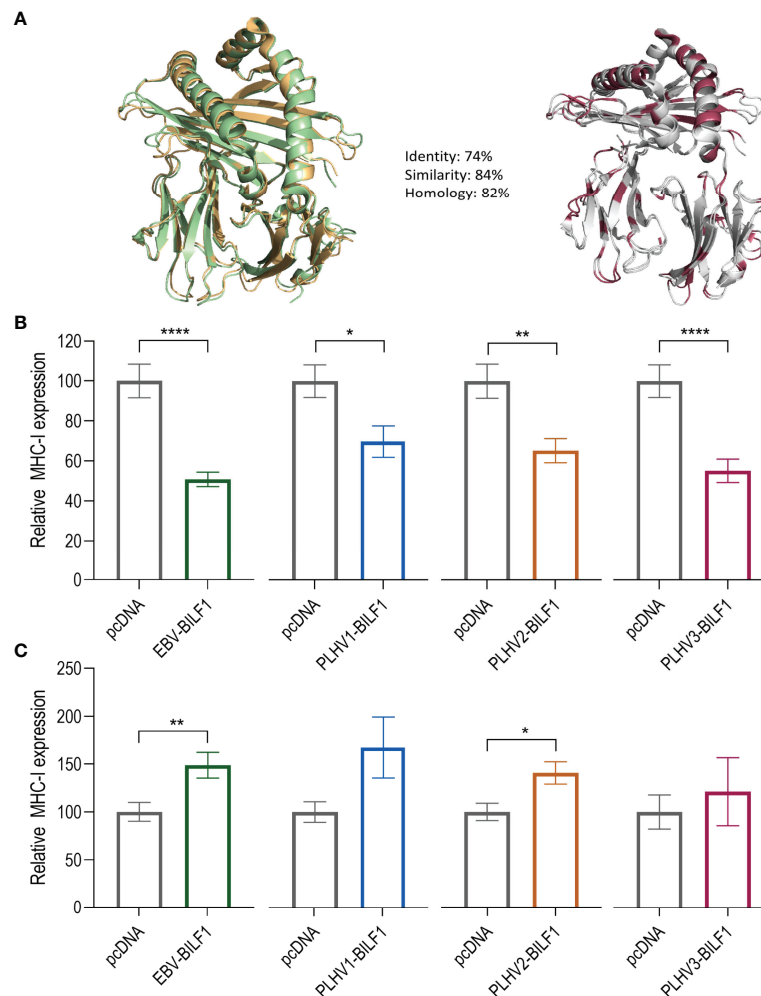 A
Identity: 74%
Similarity: 84%
Homology: 82%
B
Relative MHC-I expression
120
100
80
60
40
20
0
****
*
**
****
pcDNA
EBV-BILF1
pcDNA
PLHV1-BILF1
pcDNA
PLHV2-BILF1
pcDNA
PLHV3-BILF1
C
Relative MHC-I expression
250
200
150
100
50
0
**
*
pcDNA
EBV-BILF1
pcDNA
PLHV1-BILF1
pcDNA
PLHV2-BILF1
pcDNA
PLHV3-BILF1